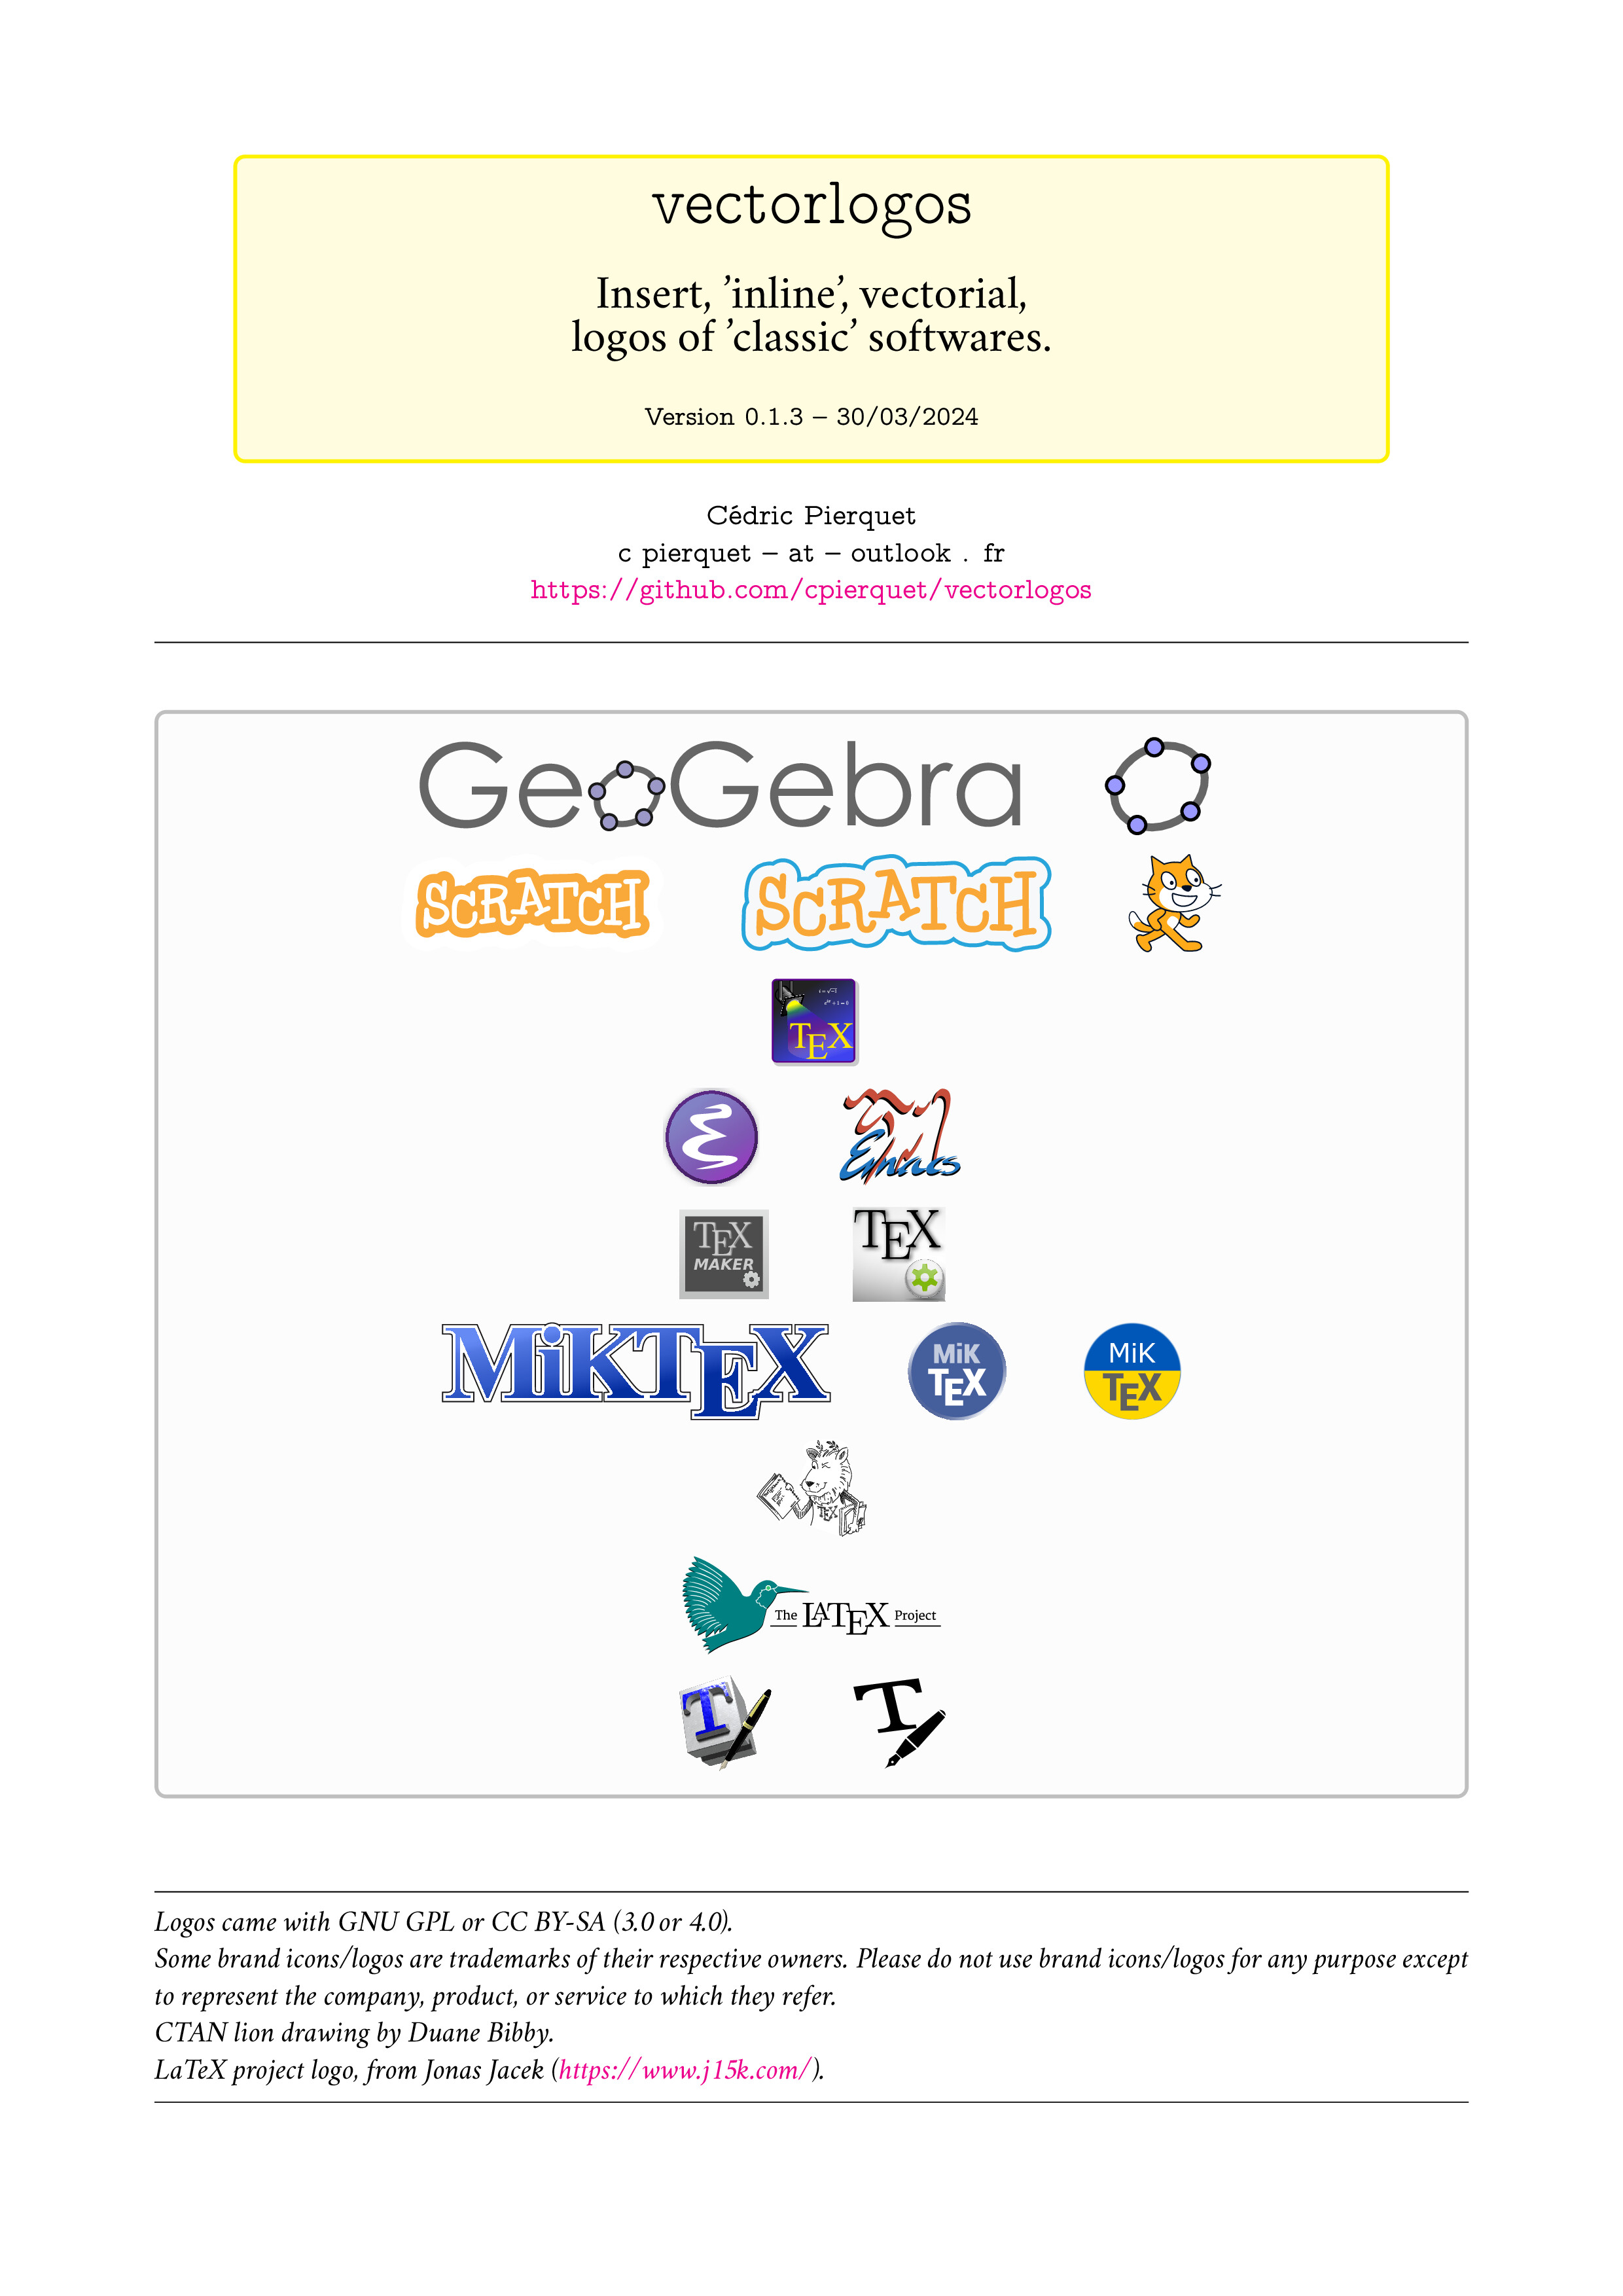 vectorlogos
Insert, ’inline’, vectorial,
logos of ’classic’ softwares.
Version 0.1.3 – 30/03/2024
Cédric Pierquet
c pierquet – at – outlook . fr
https://github.com/cpierquet/vectorlogos
GeoGebra
SCRATCH SCRATCH
i = √−1
e^iπ + 1 = 0
TEX
Emacs
TEX TEX
MAKER
MiKTEX MiK MiK
TEX TEX
TEX
The LATEX Project
T T
Logos came with GNU GPL or CC BY-SA (3.0 or 4.0).
Some brand icons/logos are trademarks of their respective owners. Please do not use brand icons/logos for any purpose except
to represent the company, product, or service to which they refer.
CTAN lion drawing by Duane Bibby.
LaTeX project logo, from Jonas Jacek (https://www.j15k.com/).